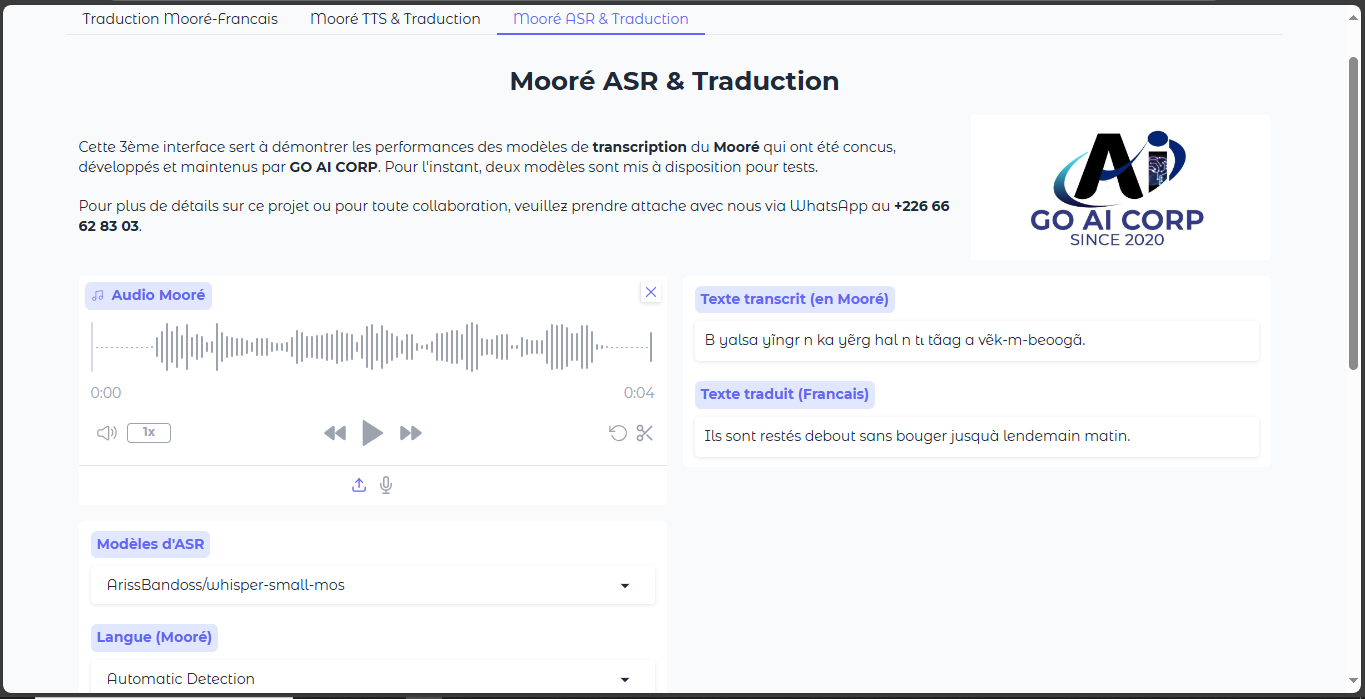 Traduction Mooré-Francais
Mooré TTS & Traduction
Mooré ASR & Traduction
Mooré ASR & Traduction
Cette 3ème interface sert à démontrer les performances des modèles de transcription du Mooré qui ont été concus,
développés et maintenus par GO AI CORP. Pour l'instant, deux modèles sont mis à disposition pour tests.
Pour plus de détails sur ce projet ou pour toute collaboration, veuillez prendre attache avec nous via WhatsApp au +226 66
62 83 03.
Ai
GO AI CORP
SINCE 2020
Audio Mooré
0:00
0:04
1x
Texte transcrit (en Mooré)
B yalsa yĩngr n ka yẽrg hal n tɩ tãag a vẽk-m-beoogã.
Texte traduit (Francais)
Ils sont restés debout sans bouger jusquà lendemain matin.
Modèles d'ASR
ArissBandoss/whisper-small-mos
Langue (Mooré)
Automatic Detection